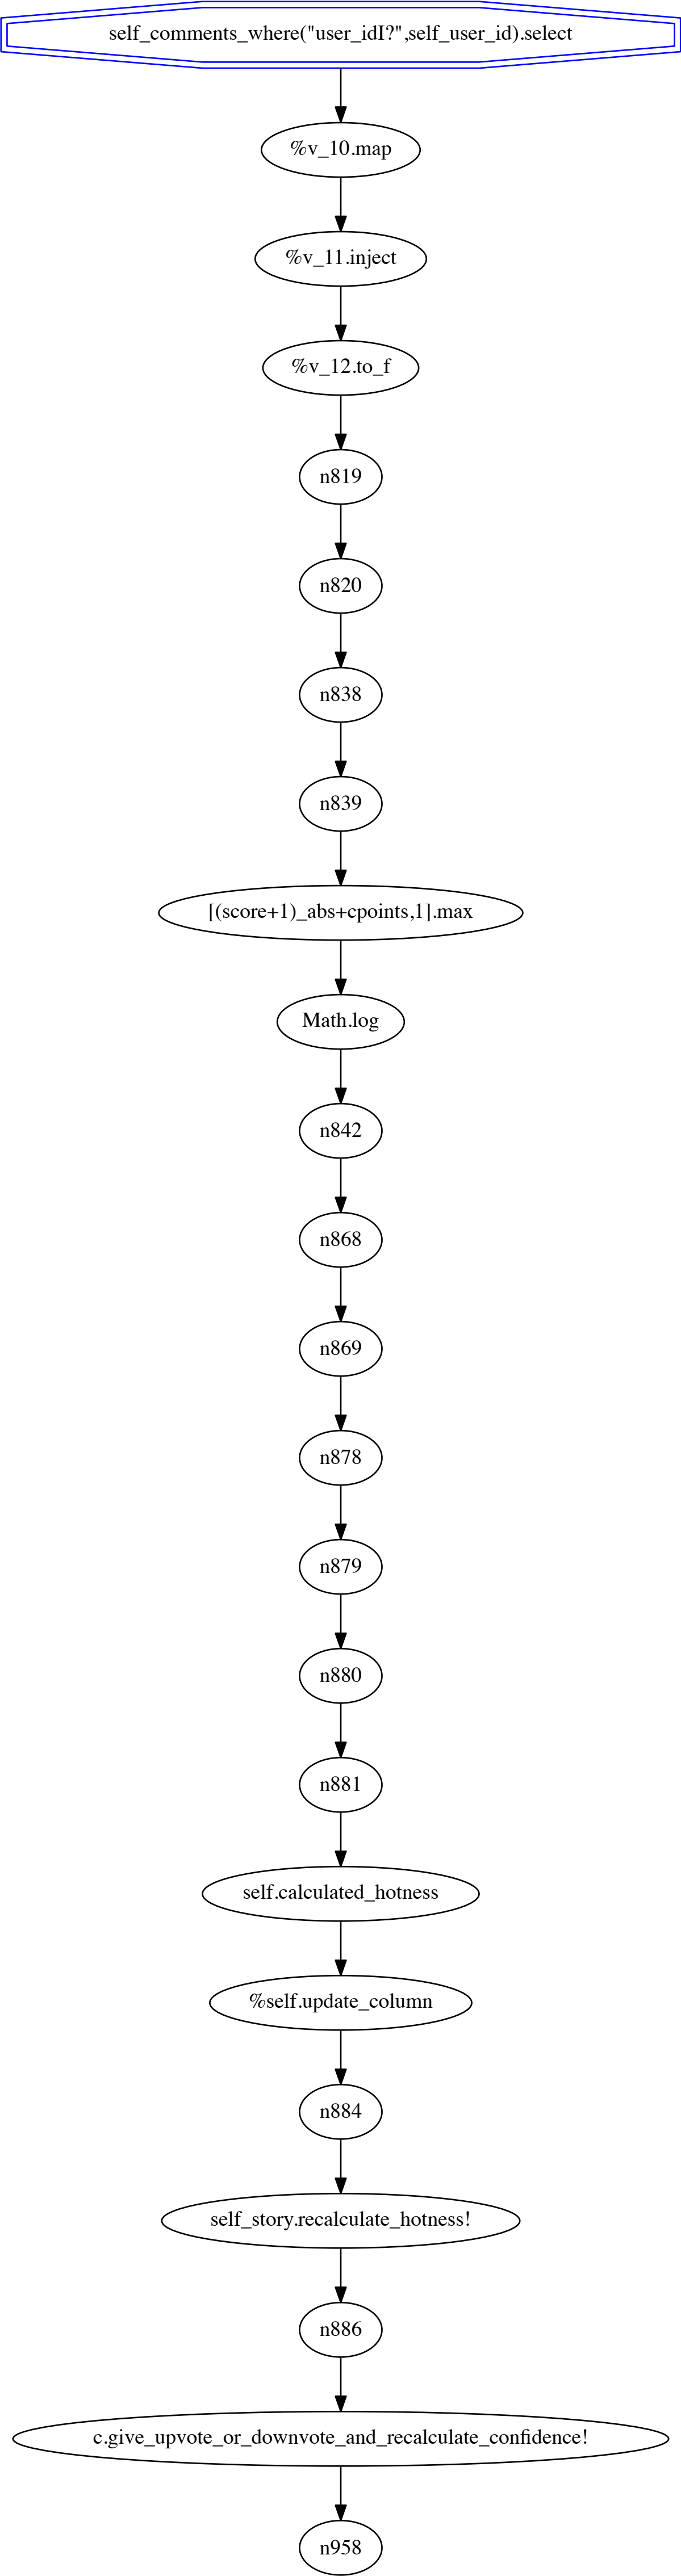 self_comments_where("user_idI?",self_user_id).select
%v_10.map
%v_11.inject
%v_12.to_f
n819
n820
n838
n839
[(score+1)_abs+cpoints,1].max
Math.log
n842
n868
n869
n878
n879
n880
n881
self.calculated_hotness
%self.update_column
n884
self_story.recalculate_hotness!
n886
c.give_upvote_or_downvote_and_recalculate_confidence!
n958